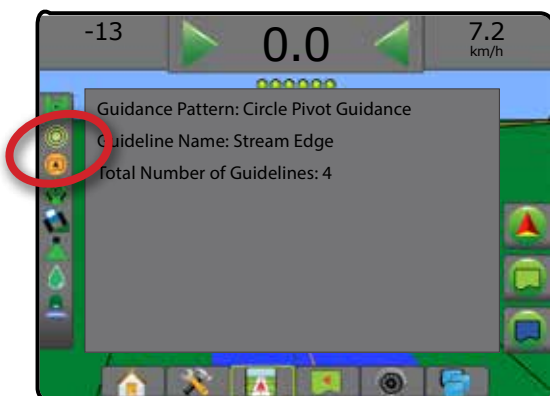 -13
0.0
7.2
km/h
Guidance Pattern: Circle Pivot Guidance
Guideline Name: Stream Edge
Total Number of Guidelines: 4